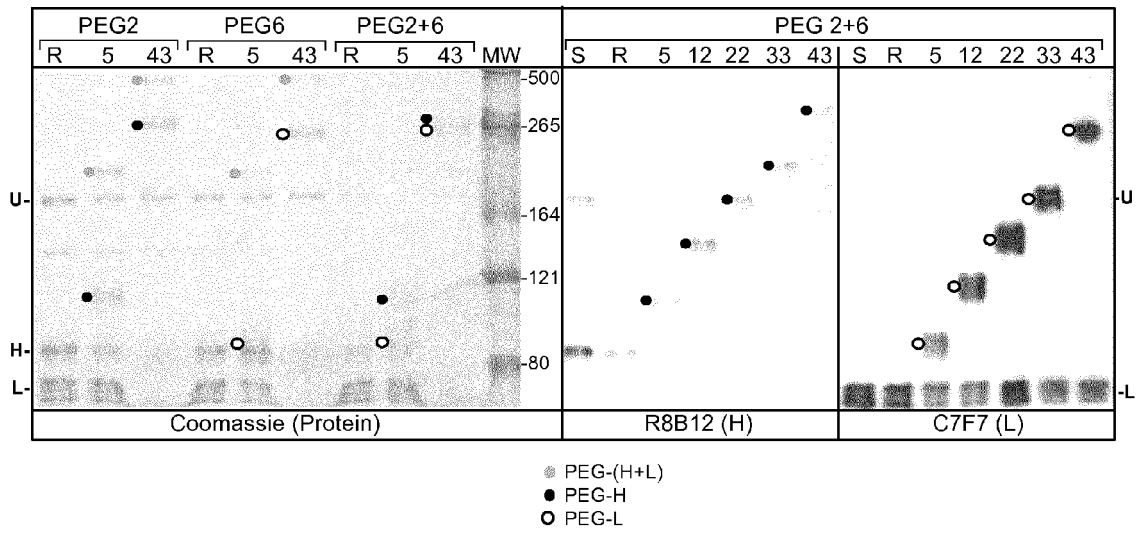 PEG2 PEG6 PEG2+6 PEG 2+6
R 5 43 R 5 43 R 5 43 MW S R 5 12 22 33 43 S R 5 12 22 33 43
-500
-265
U- -U
-164
-121
H-
-80
L- -L
Coomassie (Protein) R8B12 (H) C7F7 (L)
PEG-(H+L)
PEG-H
PEG-L